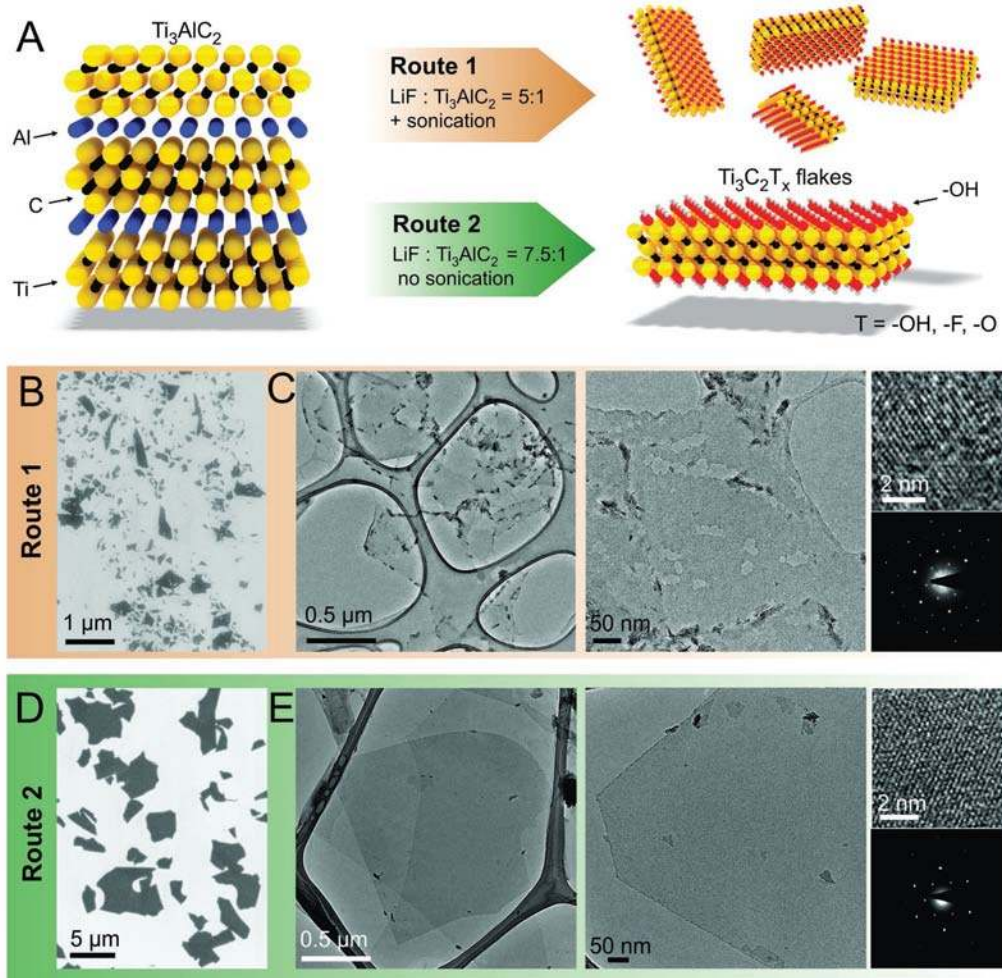 A
Ti₃AlC₂
Al
C
Ti
Route 1
LiF : Ti₃AlC₂ = 5:1
+ sonication
Route 2
LiF : Ti₃AlC₂ = 7.5:1
no sonication
Ti₃C₂Tₓ flakes
-OH
T = -OH, -F, -O
Route 1
B
1 µm
C
0.5 µm
50 nm
2 nm
Route 2
D
5 µm
E
0.5 µm
50 nm
2 nm